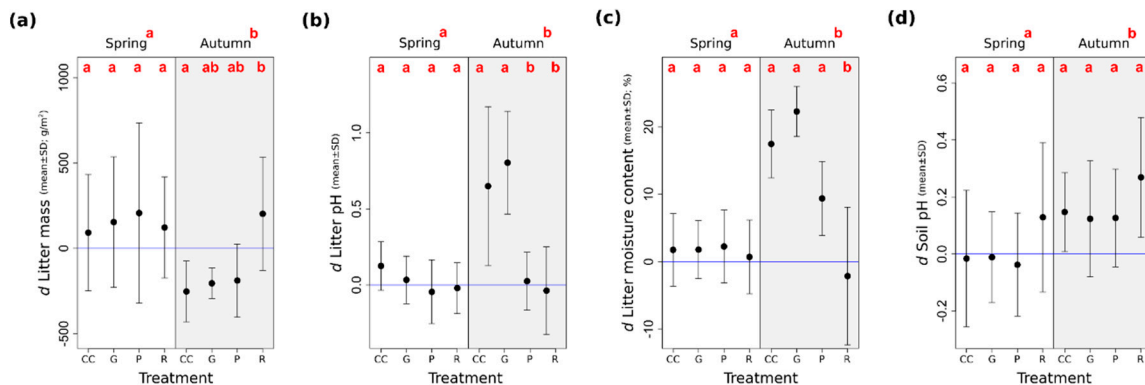 (a)
Spring a Autumn b
a a a a a ab ab b
d Litter mass (mean±SD; g/m²)
1000
500
0
-500
CC G P R CC G P R
Treatment
(b)
Spring a Autumn b
a a a a a a b b
d Litter pH (mean±SD)
1.0
0.5
0.0
CC G P R CC G P R
Treatment
(c)
Spring a Autumn b
a a a a a a a b
d Litter moisture content (mean±SD; %)
20
10
0
-10
CC G P R CC G P R
Treatment
(d)
Spring a Autumn b
a a a a a a a a
d Soil pH (mean±SD)
0.6
0.4
0.2
0.0
-0.2
CC G P R CC G P R
Treatment